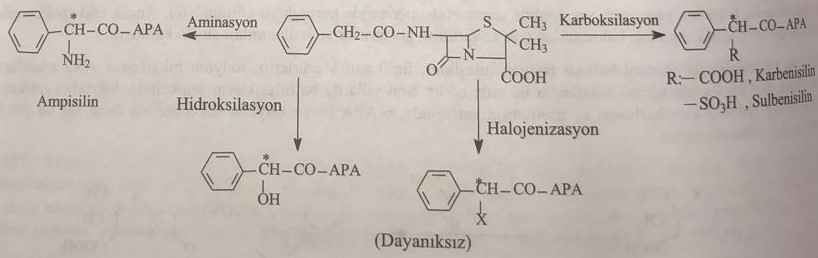 Aminasyon
Karboksilasyon
*
CH—CO—APA
NH₂
Ampisilin
CH₂—CO—NH
S
CH₃
CH₃
N
O
COOH
*
CH—CO—APA
R
R:— COOH , Karbenisilin
—SO₃H , Sulbenisilin
Hidroksilasyon
Halojenizasyon
*
CH—CO—APA
OH
*
CH—CO—APA
X
(Dayanıksız)